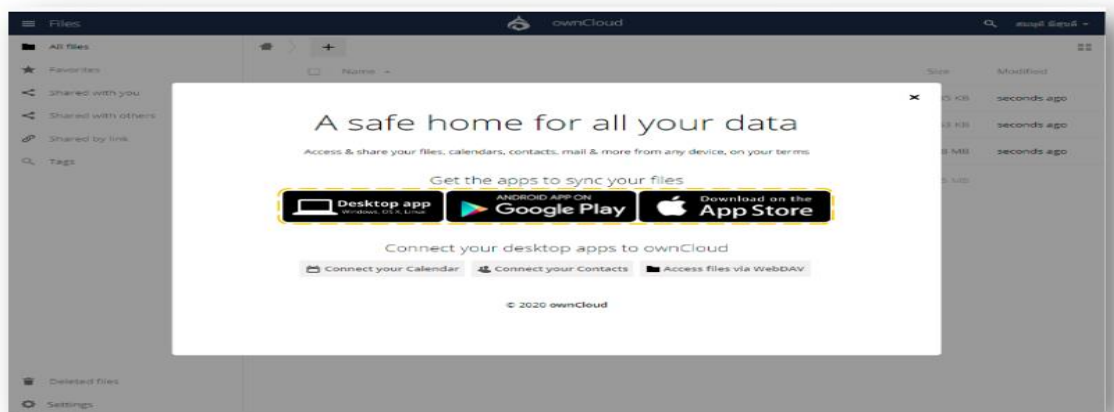 Files
ownCloud
All files
Favorites
Shared with you
Shared with others
Shared by link
Tags
Name
Size
Modified
KB
seconds ago
KB
seconds ago
MB
seconds ago
MB
A safe home for all your data
Access & share your files, calendars, contacts, mail & more from any device, on your terms
Get the apps to sync your files
Desktop app
Windows, OS X, Linux
ANDROID APP ON
Google Play
Download on the
App Store
Connect your desktop apps to ownCloud
Connect your Calendar
Connect your Contacts
Access files via WebDAV
© 2020 ownCloud
Deleted files
Settings